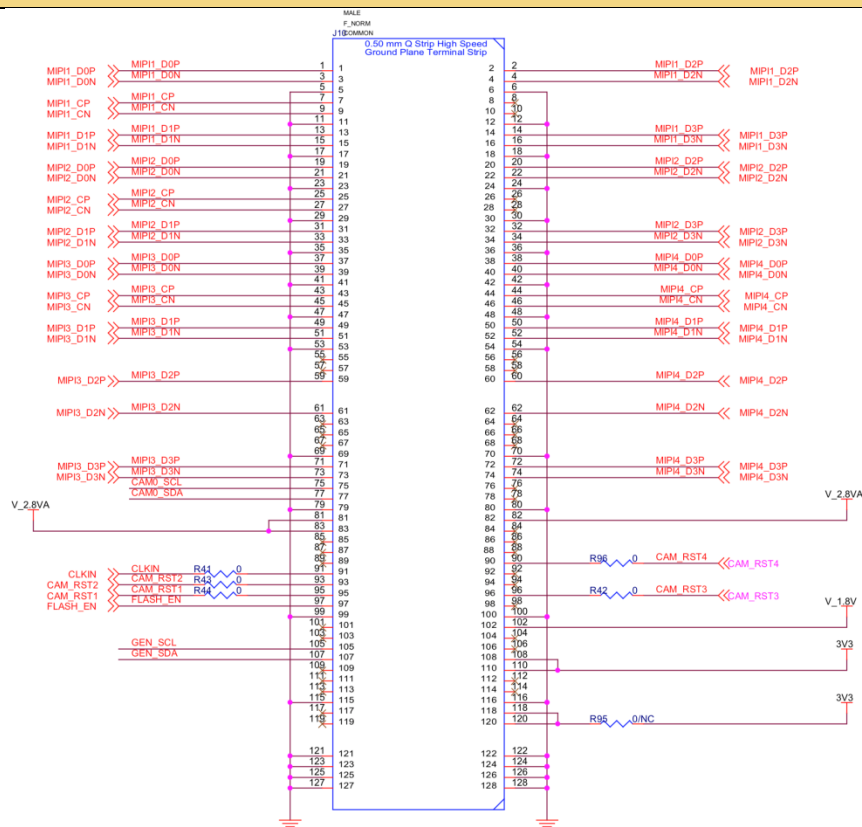 MALE
F_NORM
J10 COMMON
0.50 mm Q Strip High Speed
Ground Plane Terminal Strip
MIPI1_D0P MIPI1_D0P 1 1 2 2 MIPI1_D2P MIPI1_D2P
MIPI1_D0N MIPI1_D0N 3 3 4 4 MIPI1_D2N MIPI1_D2N
5 5 6 6
MIPI1_CP MIPI1_CP 7 7 8 8
MIPI1_CN MIPI1_CN 9 9 10 10
11 11 12 12
MIPI1_D1P MIPI1_D1P 13 13 14 14 MIPI1_D3P MIPI1_D3P
MIPI1_D1N MIPI1_D1N 15 15 16 16 MIPI1_D3N MIPI1_D3N
17 17 18 18
MIPI2_D0P MIPI2_D0P 19 19 20 20 MIPI2_D2P MIPI2_D2P
MIPI2_D0N MIPI2_D0N 21 21 22 22 MIPI2_D2N MIPI2_D2N
23 23 24 24
MIPI2_CP MIPI2_CP 25 25 26 26
MIPI2_CN MIPI2_CN 27 27 28 28
29 29 30 30
MIPI2_D1P MIPI2_D1P 31 31 32 32 MIPI2_D3P MIPI2_D3P
MIPI2_D1N MIPI2_D1N 33 33 34 34 MIPI2_D3N MIPI2_D3N
35 35 36 36
MIPI3_D0P MIPI3_D0P 37 37 38 38 MIPI4_D0P MIPI4_D0P
MIPI3_D0N MIPI3_D0N 39 39 40 40 MIPI4_D0N MIPI4_D0N
41 41 42 42
MIPI3_CP MIPI3_CP 43 43 44 44 MIPI4_CP MIPI4_CP
MIPI3_CN MIPI3_CN 45 45 46 46 MIPI4_CN MIPI4_CN
47 47 48 48
MIPI3_D1P MIPI3_D1P 49 49 50 50 MIPI4_D1P MIPI4_D1P
MIPI3_D1N MIPI3_D1N 51 51 52 52 MIPI4_D1N MIPI4_D1N
53 53 54 54
55 55 56 56
57 57 58 58
MIPI3_D2P MIPI3_D2P 59 59 60 60 MIPI4_D2P MIPI4_D2P
MIPI3_D2N MIPI3_D2N 61 61 62 62 MIPI4_D2N MIPI4_D2N
63 63 64 64
65 65 66 66
67 67 68 68
69 69 70 70
MIPI3_D3P MIPI3_D3P 71 71 72 72 MIPI4_D3P MIPI4_D3P
MIPI3_D3N MIPI3_D3N 73 73 74 74 MIPI4_D3N MIPI4_D3N
CAM0_SCL 75 75 76 76
CAM0_SDA 77 77 78 78
V_2.8VA 79 79 80 80 V_2.8VA
81 81 82 82
83 83 84 84
85 85 86 86
87 87 88 88
89 89 90 90 R96 0 CAM_RST4 CAM_RST4
CLKIN CLKIN R41 0 91 91 92 92
CAM_RST2 CAM_RST2 R43 0 93 93 94 94
CAM_RST1 CAM_RST1 R44 0 95 95 96 96 R42 0 CAM_RST3 CAM_RST3
FLASH_EN FLASH_EN 97 97 98 98
99 99 100 100 V_1.8V
101 101 102 102
103 103 104 104
GEN_SCL 105 105 106 106 3V3
GEN_SDA 107 107 108 108
109 109 110 110
111 111 112 112
113 113 114 114
115 115 116 116 3V3
117 117 118 118
119 119 120 120 R95 0/NC
121 121 122 122
123 123 124 124
125 125 126 126
127 127 128 128